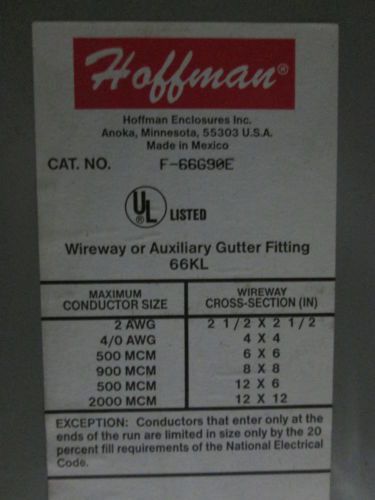 Hoffman®
Hoffman Enclosures Inc.
Anoka, Minnesota, 55303 U.S.A.
Made in Mexico
CAT. NO. F-66G90E
UL LISTED
Wireway or Auxiliary Gutter Fitting
66KL
MAXIMUM CONDUCTOR SIZE WIREWAY CROSS-SECTION (IN)
2 AWG 2 1/2 X 2 1/2
4/0 AWG 4 X 4
500 MCM 6 X 6
900 MCM 8 X 8
500 MCM 12 X 6
2000 MCM 12 X 12
EXCEPTION: Conductors that enter only at the
ends of the run are limited in size only by the 20
percent fill requirements of the National Electrical
Code.